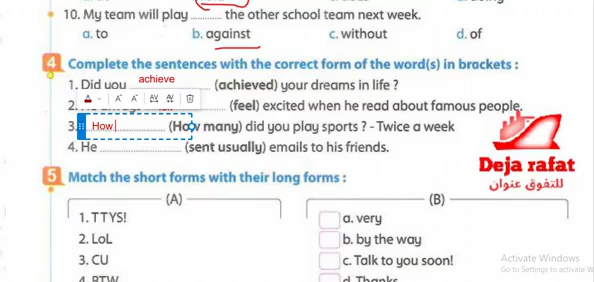 10. My team will play .......... the other school team next week.
a. to b. against c. without d. of
4 Complete the sentences with the correct form of the word(s) in brackets :
1. Did you achieve (achieved) your dreams in life ?
2. (feel) excited when he read about famous people.
3. How (How many) did you play sports ? - Twice a week
4. He .................... (sent usually) emails to his friends.
Deja rafat
للتفوق عنوان
5 Match the short forms with their long forms :
(A) (B)
1. TTYS! a. very
2. LoL b. by the way
3. CU c. Talk to you soon!
4. BTW d. Thanks
Activate Windows
Go to Settings to activate W